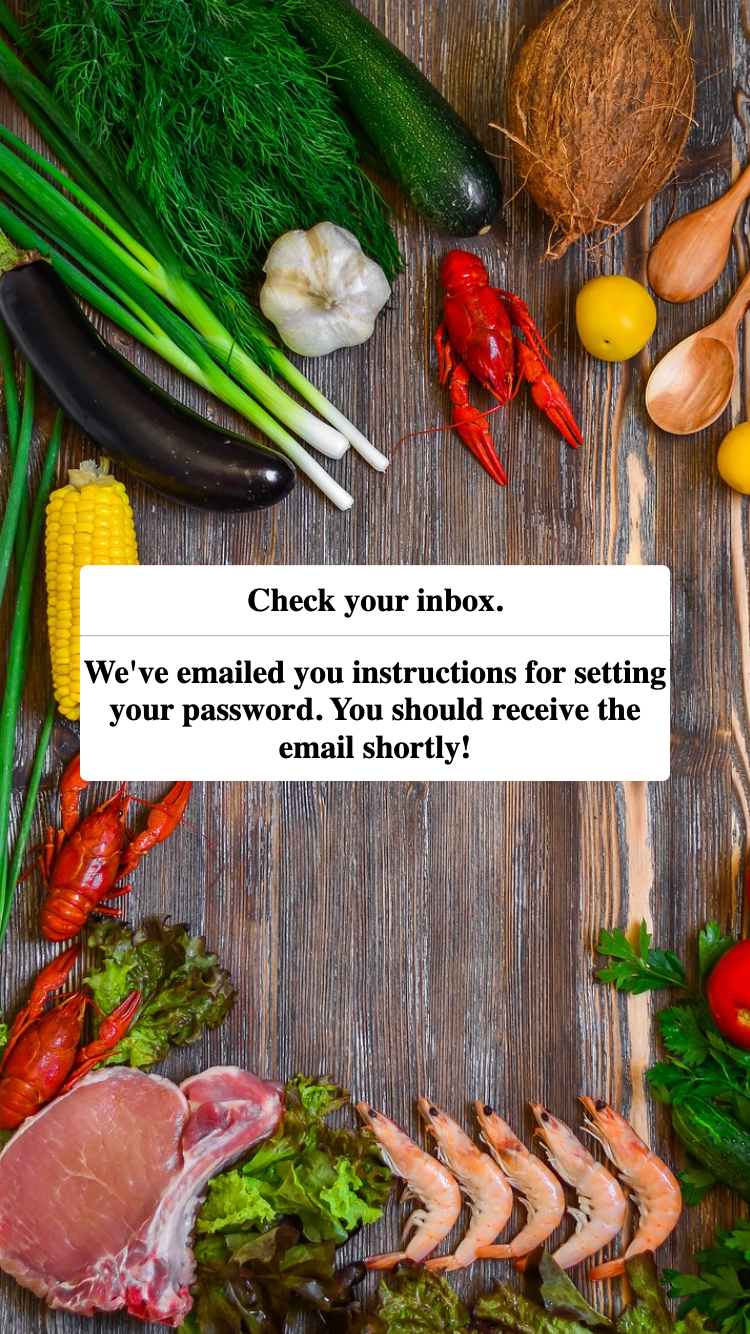 Check your inbox.
We've emailed you instructions for setting
your password. You should receive the
email shortly!